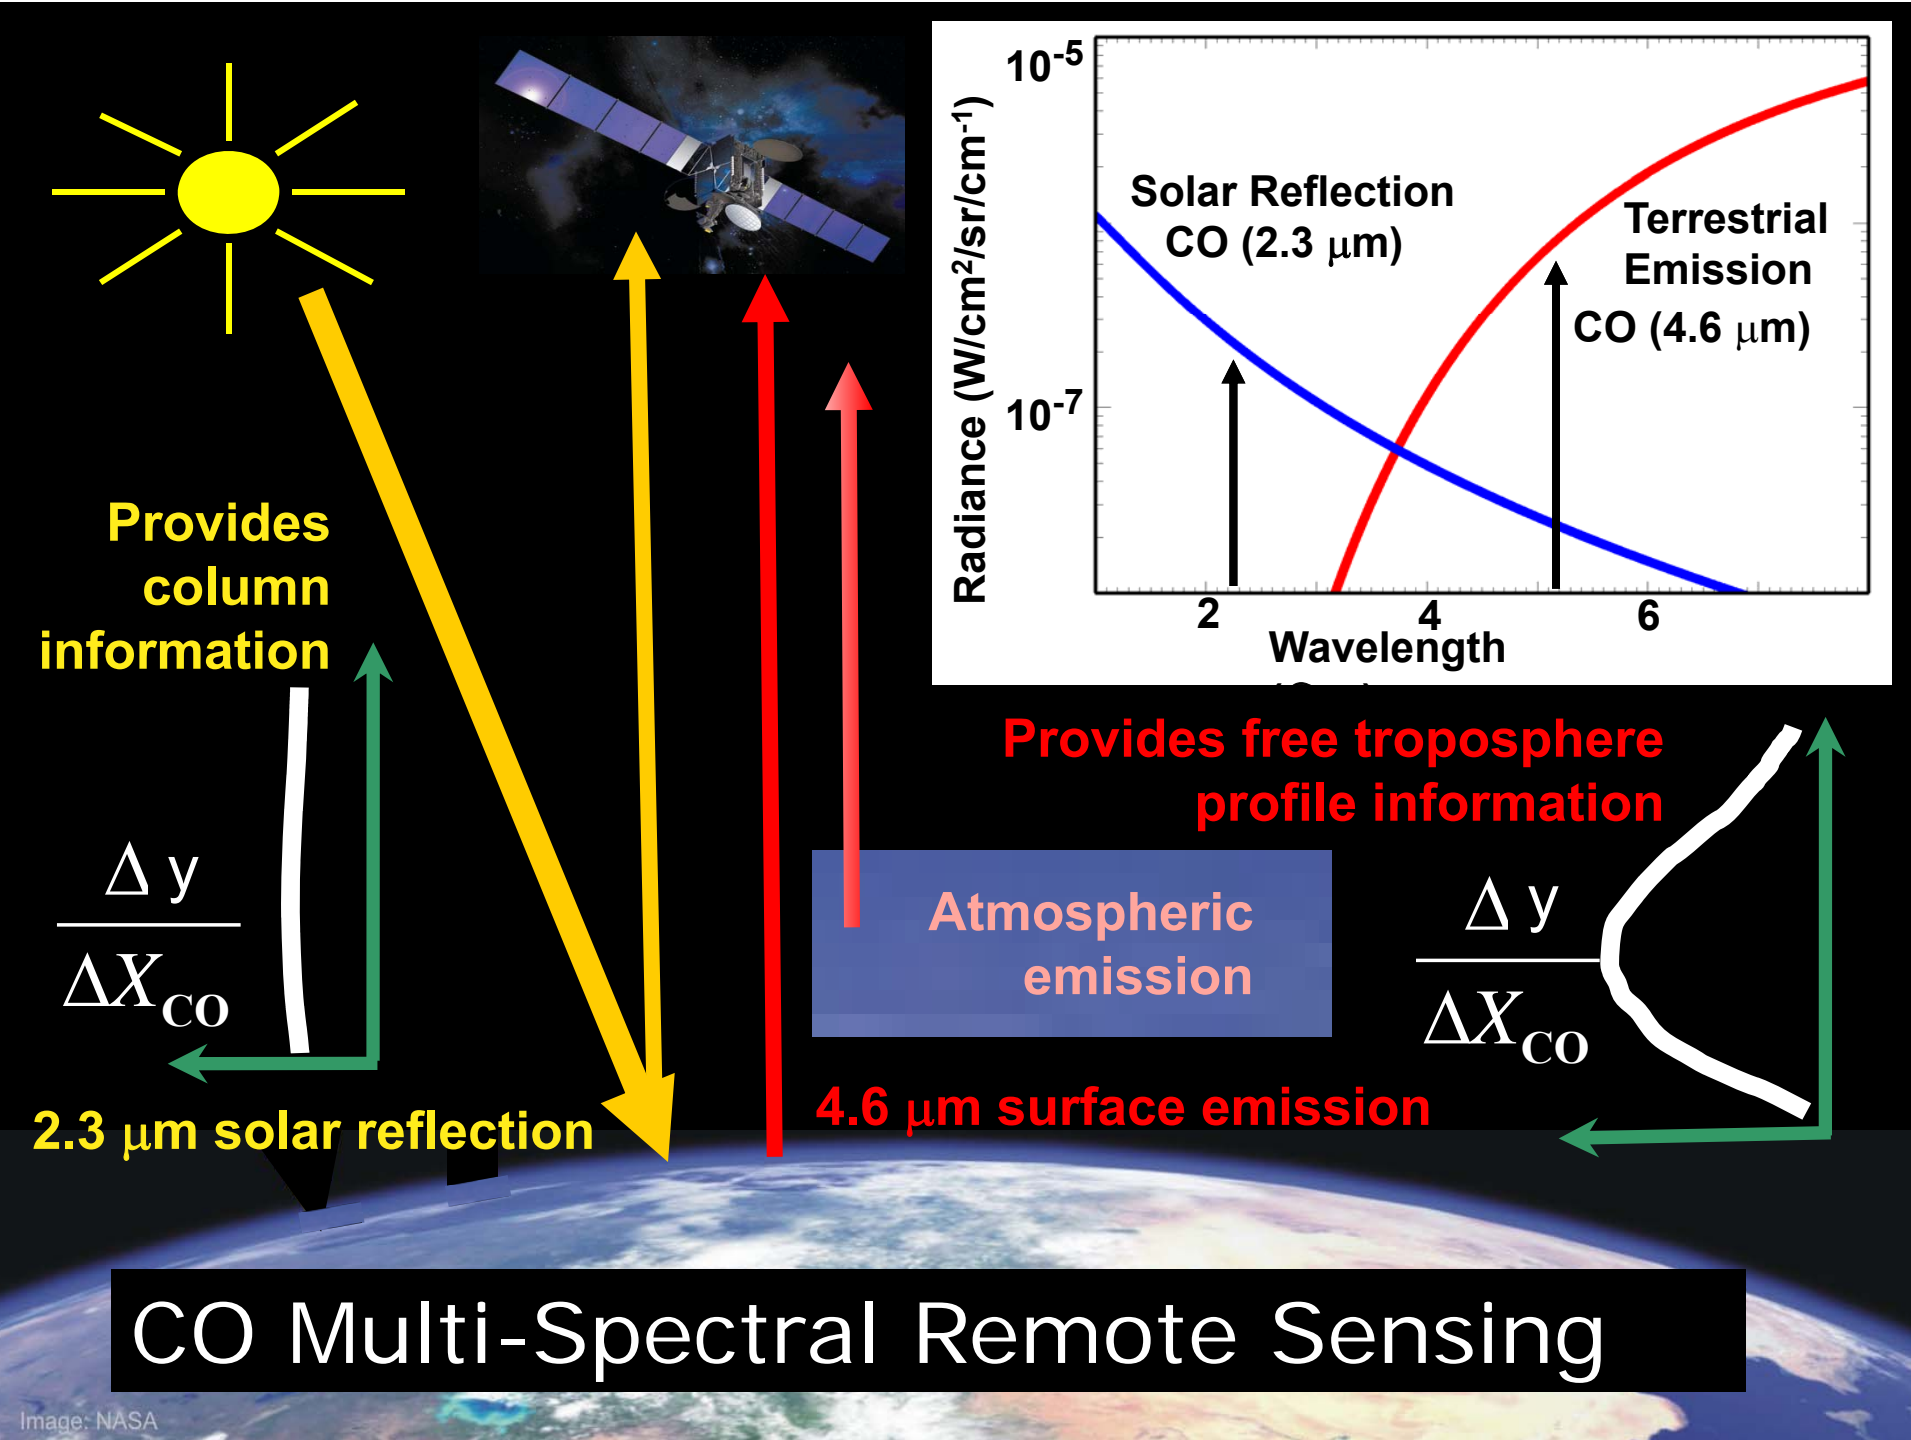 10-5
10-7
Radiance (W/cm2/sr/cm-1)
Solar Reflection
CO (2.3 μm)
Terrestrial
Emission
CO (4.6 μm)
2
4
6
Wavelength
Provides
column
information
Δ y
ΔXCO
2.3 μm solar reflection
Provides free troposphere
profile information
Atmospheric
emission
Δ y
ΔXCO
4.6 μm surface emission
CO Multi-Spectral Remote Sensing
Image: NASA